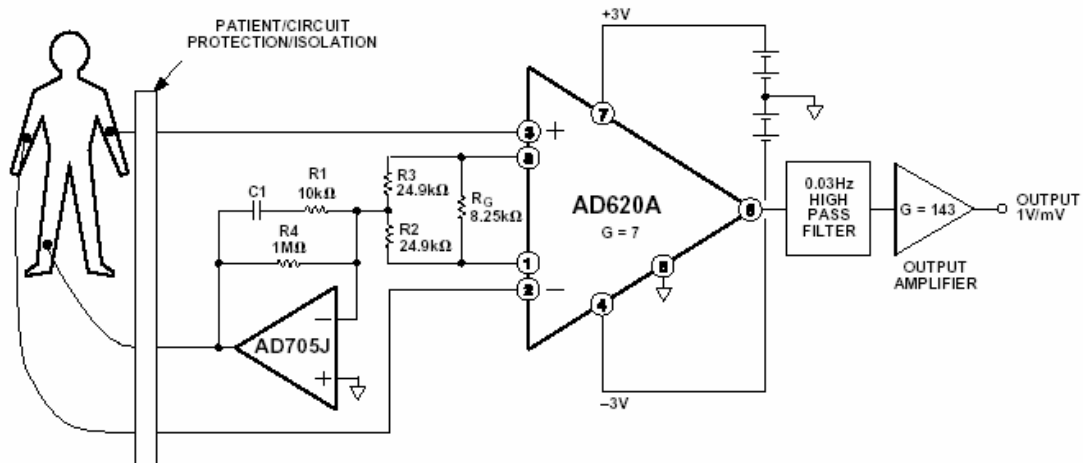 PATIENT/CIRCUIT
PROTECTION/ISOLATION
+3V
3
+
8
7
C1
R1
10kΩ
R3
24.9kΩ
RG
8.25kΩ
AD620A
G = 7
6
0.03Hz
HIGH
PASS
FILTER
G = 143
OUTPUT
1V/mV
R4
1MΩ
R2
24.9kΩ
1
2
−
5
4
OUTPUT
AMPLIFIER
−
AD705J
+
−3V